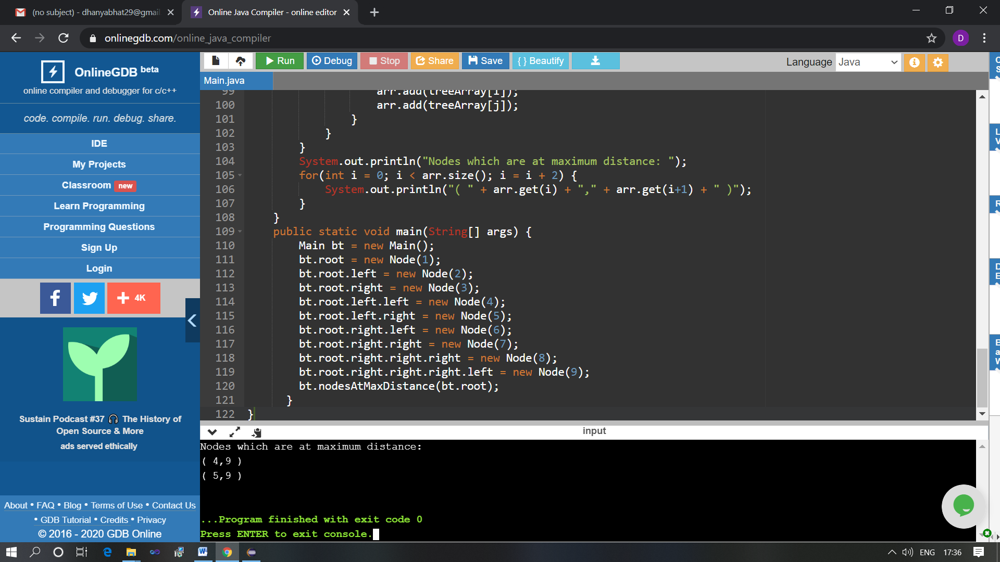 (no subject) - dhanyabhat29@gmai
Online Java Compiler - online editor
onlinegdb.com/online_java_compiler
D
OnlineGDB beta
online compiler and debugger for c/c++
code. compile. run. debug. share.
IDE
My Projects
Classroom new
Learn Programming
Programming Questions
Sign Up
Login
f
+ 4K
Sustain Podcast #37 🎧 The History of
Open Source & More
ads served ethically
About • FAQ • Blog • Terms of Use • Contact Us
• GDB Tutorial • Credits • Privacy
© 2016 - 2020 GDB Online
Run Debug Stop Share Save {} Beautify
Language Java
Main.java
99 arr.add(treeArray[i]);
100 arr.add(treeArray[j]);
101 }
102 }
103 }
104 System.out.println("Nodes which are at maximum distance: ");
105 for(int i = 0; i < arr.size(); i = i + 2) {
106 System.out.println("( " + arr.get(i) + "," + arr.get(i+1) + " )");
107 }
108 }
109 public static void main(String[] args) {
110 Main bt = new Main();
111 bt.root = new Node(1);
112 bt.root.left = new Node(2);
113 bt.root.right = new Node(3);
114 bt.root.left.left = new Node(4);
115 bt.root.left.right = new Node(5);
116 bt.root.right.left = new Node(6);
117 bt.root.right.right = new Node(7);
118 bt.root.right.right.right = new Node(8);
119 bt.root.right.right.right.left = new Node(9);
120 bt.nodesAtMaxDistance(bt.root);
121 }
122 }
input
Nodes which are at maximum distance:
( 4,9 )
( 5,9 )
...Program finished with exit code 0
Press ENTER to exit console.
ENG 17:36